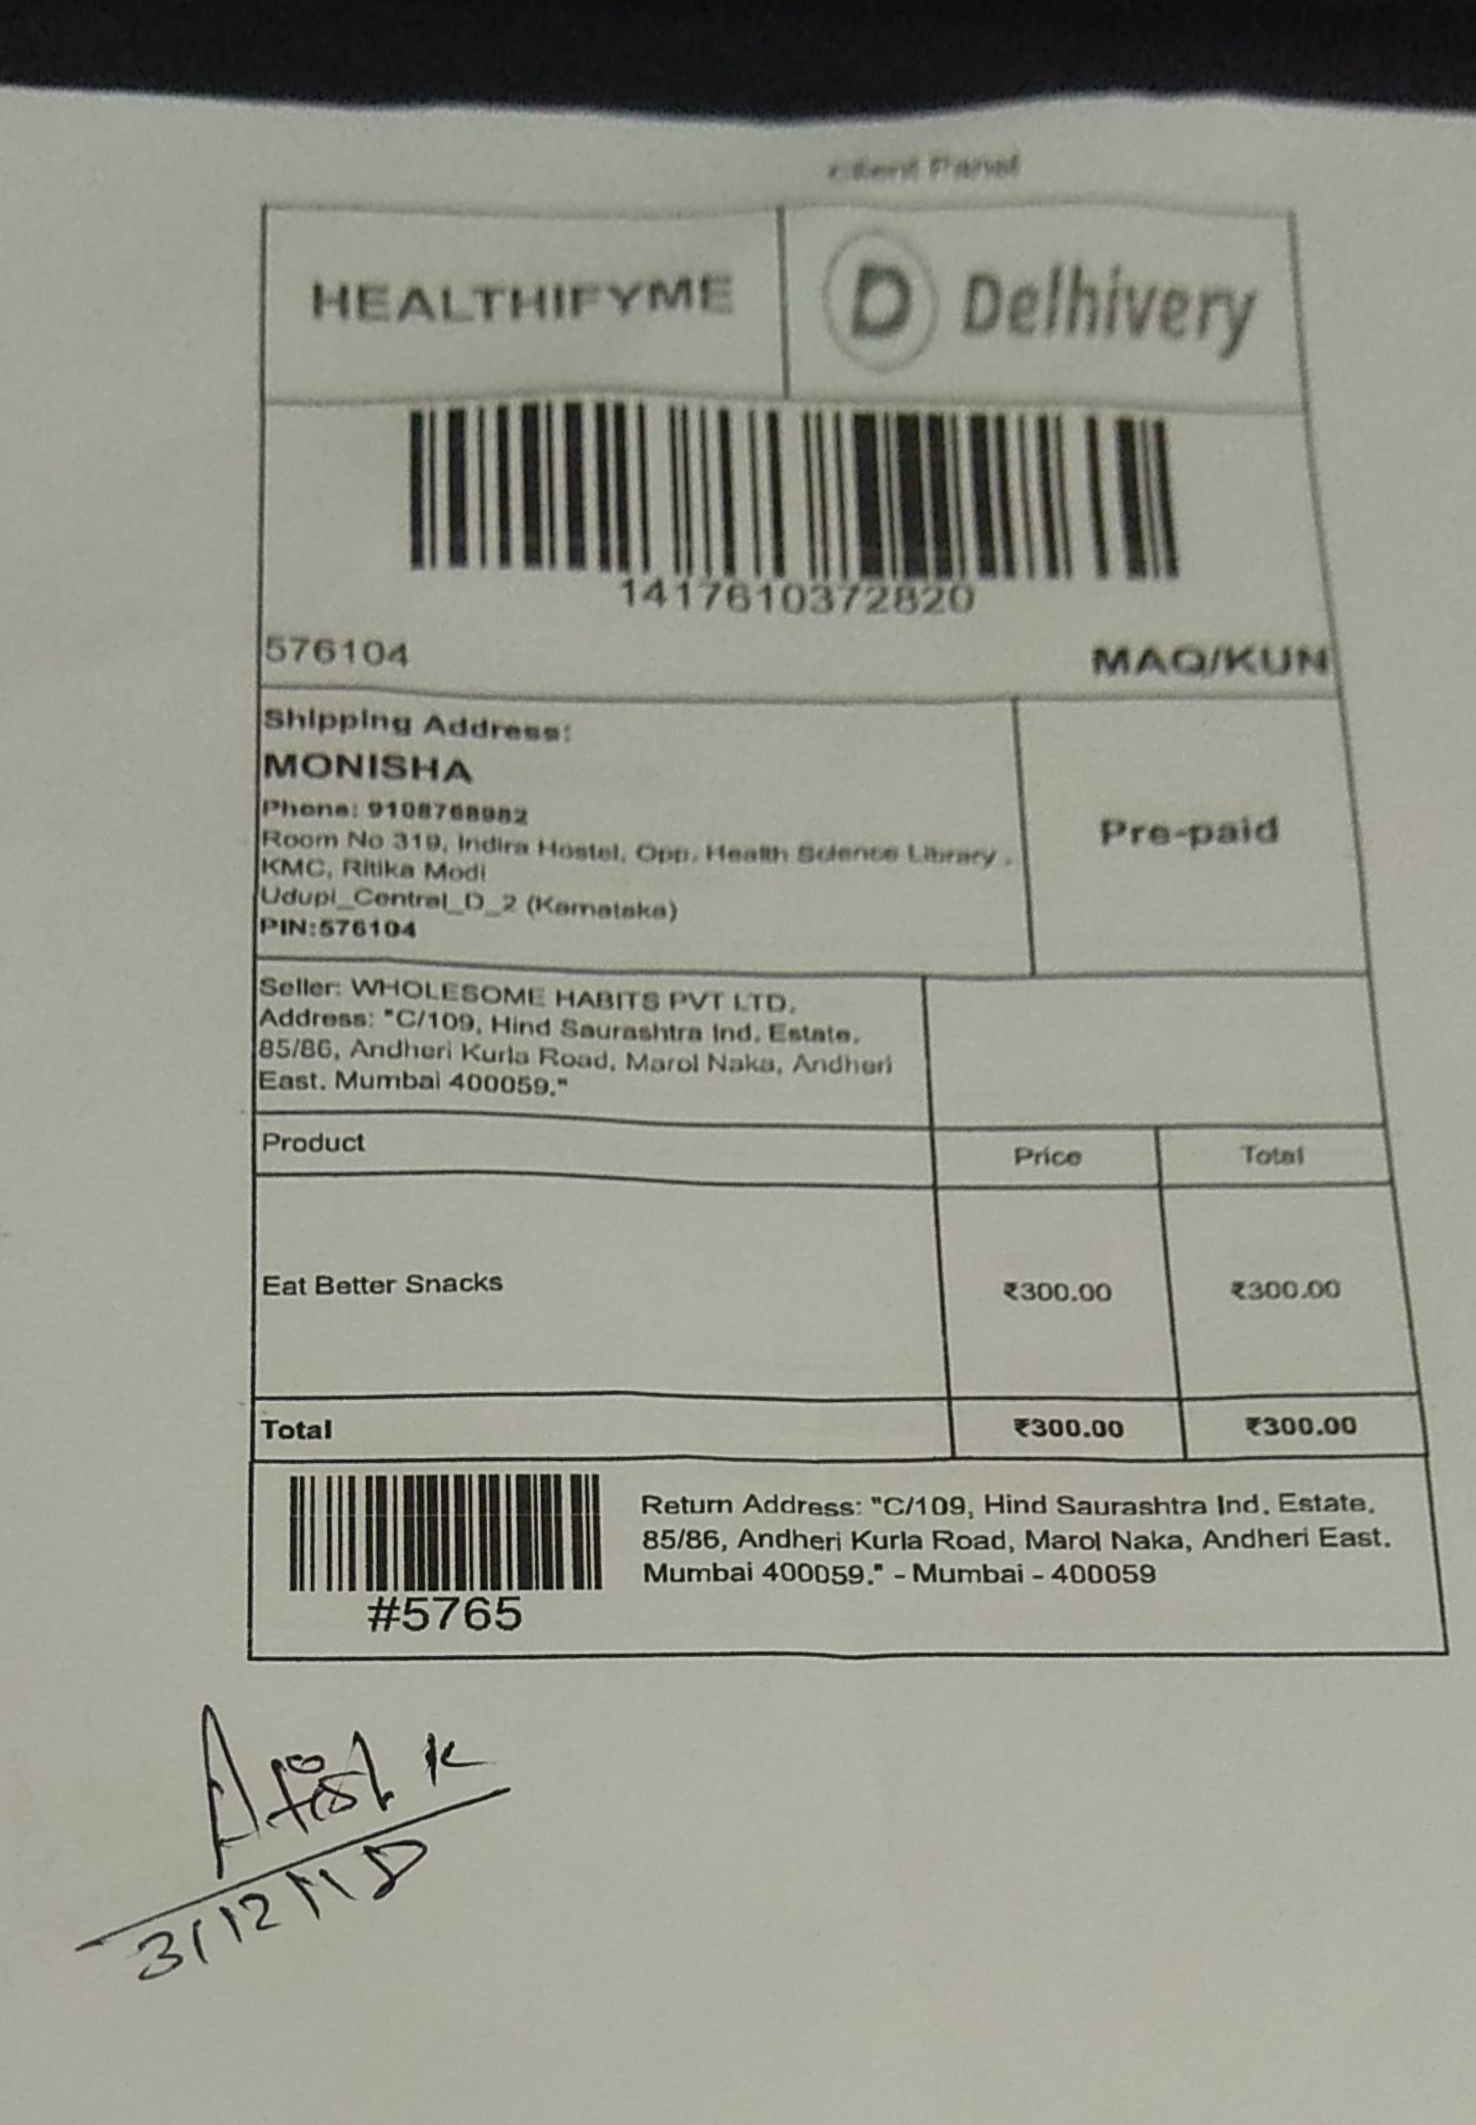 Client Panel
HEALTHIFYME
D Delhivery
1417610372820
576104
MAQ/KUN
Shipping Address:
MONISHA
Phone: 9108768982
Room No 319, Indira Hostel, Opp. Health Science Library ,
KMC, Ritika Modi
Udupi_Central_D_2 (Karnataka)
PIN:576104
Pre-paid
Seller: WHOLESOME HABITS PVT LTD.
Address: "C/109, Hind Saurashtra Ind. Estate.
85/86, Andheri Kurla Road, Marol Naka, Andheri
East. Mumbai 400059."
Product Price Total
Eat Better Snacks ₹300.00 ₹300.00
Total ₹300.00 ₹300.00
#5765
Return Address: "C/109, Hind Saurashtra Ind. Estate.
85/86, Andheri Kurla Road, Marol Naka, Andheri East.
Mumbai 400059." - Mumbai - 400059
K